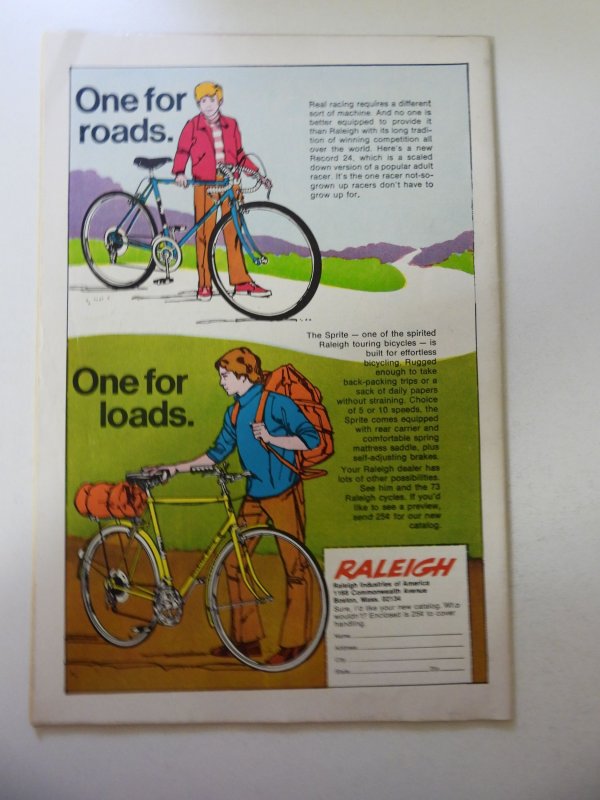 One for
roads.
Real racing requires a different
sort of machine. And no one is
better equipped to provide it
than Raleigh with its long tradi-
tion of winning competition all
over the world. Here's a new
Record 24, which is a scaled
down version of a popular adult
racer. It's the one racer not-so-
grown up racers don't have to
grow up for.
The Sprite — one of the spirited
Raleigh touring bicycles — is
built for effortless
bicycling. Rugged
enough to take
back-packing trips or a
sack of daily papers
without straining. Choice
of 5 or 10 speeds, the
Sprite comes equipped
with rear carrier and
comfortable spring
mattress saddle, plus
self-adjusting brakes.
Your Raleigh dealer has
lots of other possibilities.
See him and the 73
Raleigh cycles. If you'd
like to see a preview,
send 25¢ for our new
catalog.
One for
loads.
RALEIGH
Raleigh Industries of America
1168 Commonwealth Avenue
Boston, Mass. 02134
Sure, I'd like your new catalog. Who
wouldn't? Enclosed is 25¢ to cover
handling.
Name
Address
City
State Zip